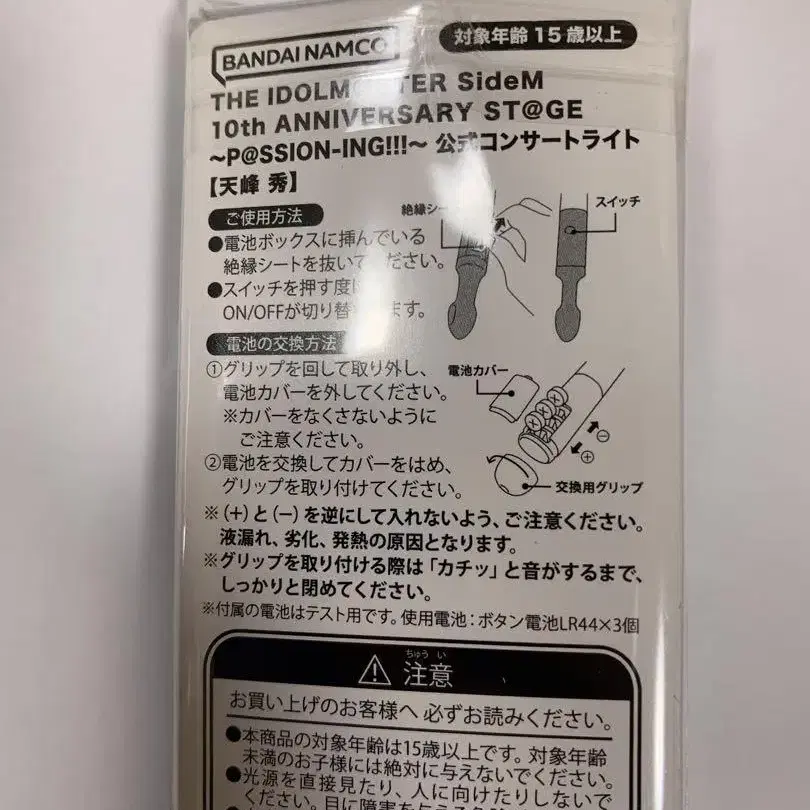 BANDAI NAMCO
対象年齢15歳以上
THE SideM
10th ANNIVERSARY ST@GE
～P@SSION-ING!!!～ 公式コンサートライト
【天峰 秀】
ご使用方法
●電池ボックスに挿んでいる
絶縁シートを抜いて ださい。
●スイッチを押す度
ON/OFFが切り替 ます。
絶縁シー
スイッチ
電池の交換方法
①グリップを回して取り外し、
電池カバーを外してください。
※カバーをなくさないように
ご注意ください。
②電池を交換してカバーをはめ、
グリップを取り付けてください。
電池カバー
⊖
⊕
交換用グリップ
※(+)と(−)を逆にして入れないよう、ご注意ください。
液漏れ、劣化、発熱の原因となります。
※グリップを取り付ける際は「カチッ」と音がするまで、
しっかりと閉めてください。
※付属の電池はテスト用です。使用電池：ボタン電池LR44×3個
ちゅう い
注意
お買い上げのお客様へ 必ずお読みください。
●本商品の対象年齢は15歳以上です。対象年齢
未満のお子様には絶対に与えないでください。
●光源を直接見たり、人に向けたりしないで
ください。目に障害を与える